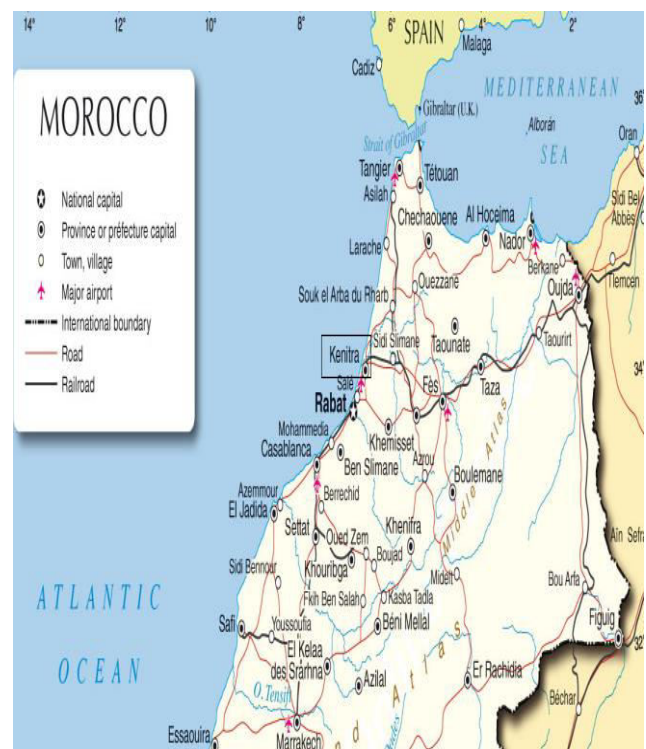 14°
12°
10°
8°
6°
4°
2°
SPAIN
Malaga
Cadiz
MEDITERRANEAN
SEA
36°
Gibraltar (U.K.)
Alborán
Strait of Gibraltar
Oran
MOROCCO
National capital
Province or préfecture capital
Town, village
Major airport
International boundary
Road
Railroad
Tangier
Tétouan
Asilah
Sidi Bel
Abbès
Chechaouene
Al Hoceima
Nador
Larache
Berkane
Tlemcen
Ouezzane
Oujda
Souk el Arba du Rharb
Sidi Slimane
Taounate
Taourirt
Kenitra
34°
Salé
Fès
Taza
Rabat
Mohammedia
Khemisset
Casablanca
Ben Slimane
Azrou
Boulemane
Middle Atlas
Azemmour
Berrechid
El Jadida
Settat
Oued Zem
Khenifra
Boujad
Khouribga
Midelt
Aïn Sefra
Sidi Bennour
Fkih Ben Salah
Kasba Tadla
Bou Arfa
ATLANTIC
OCEAN
Safi
Youssoufia
Béni Mellal
Figuig
32°
El Kelaa
des Srarhna
Azilal
Er Rachidia
O. Tensift
Béchar
nd Atlas
Essaouira
Marrakech